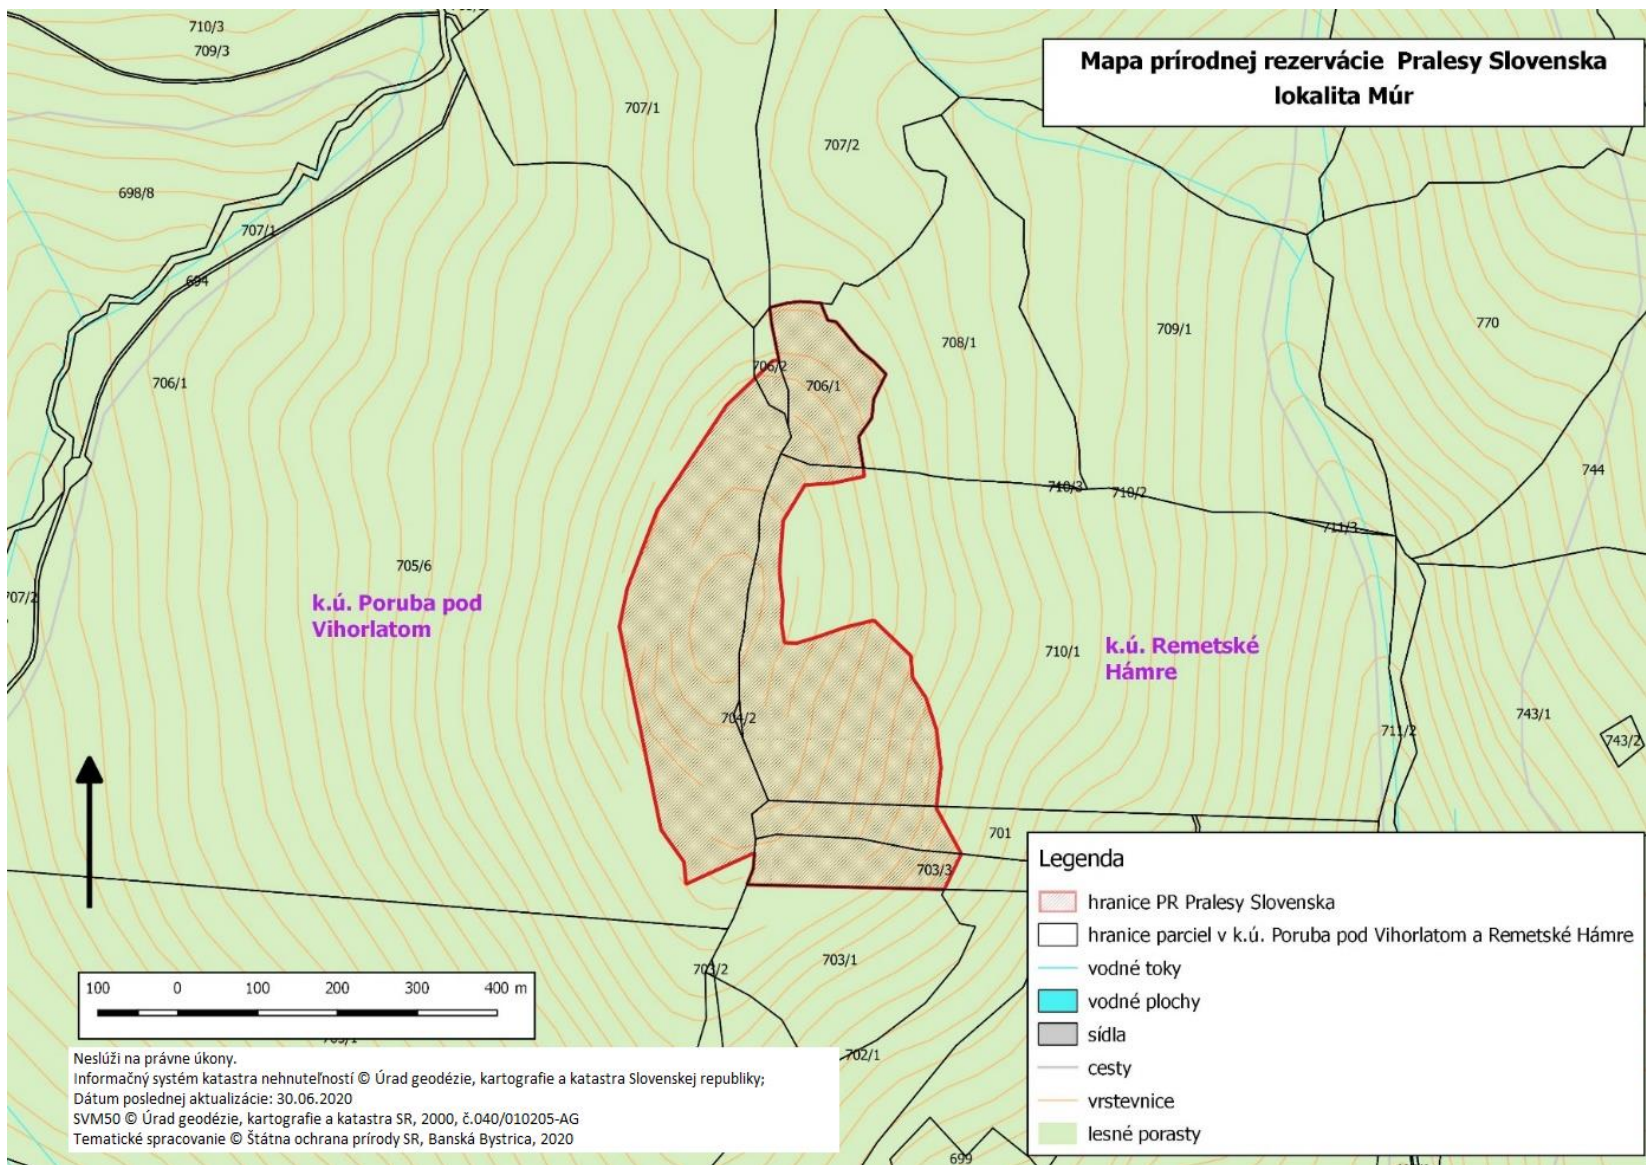 710/3
709/3
Mapa prírodnej rezervácie Pralesy Slovenska
lokalita Múr
707/1
707/2
698/8
707/1
694
770
709/1
708/1
706/2
706/1
706/1
744
710/3
710/2
711/3
705/6
707/2
k.ú. Poruba pod
Vihorlatom
710/1
k.ú. Remetské
Hámre
704/2
743/1
711/2
743/2
701
703/3
703/1
703/2
702/1
699
100 0 100 200 300 400 m
Neslúži na právne úkony.
Informačný systém katastra nehnuteľností © Úrad geodézie, kartografie a katastra Slovenskej republiky;
Dátum poslednej aktualizácie: 30.06.2020
SVM50 © Úrad geodézie, kartografie a katastra SR, 2000, č.040/010205-AG
Tematické spracovanie © Štátna ochrana prírody SR, Banská Bystrica, 2020
Legenda
hranice PR Pralesy Slovenska
hranice parciel v k.ú. Poruba pod Vihorlatom a Remetské Hámre
vodné toky
vodné plochy
sídla
cesty
vrstevnice
lesné porasty